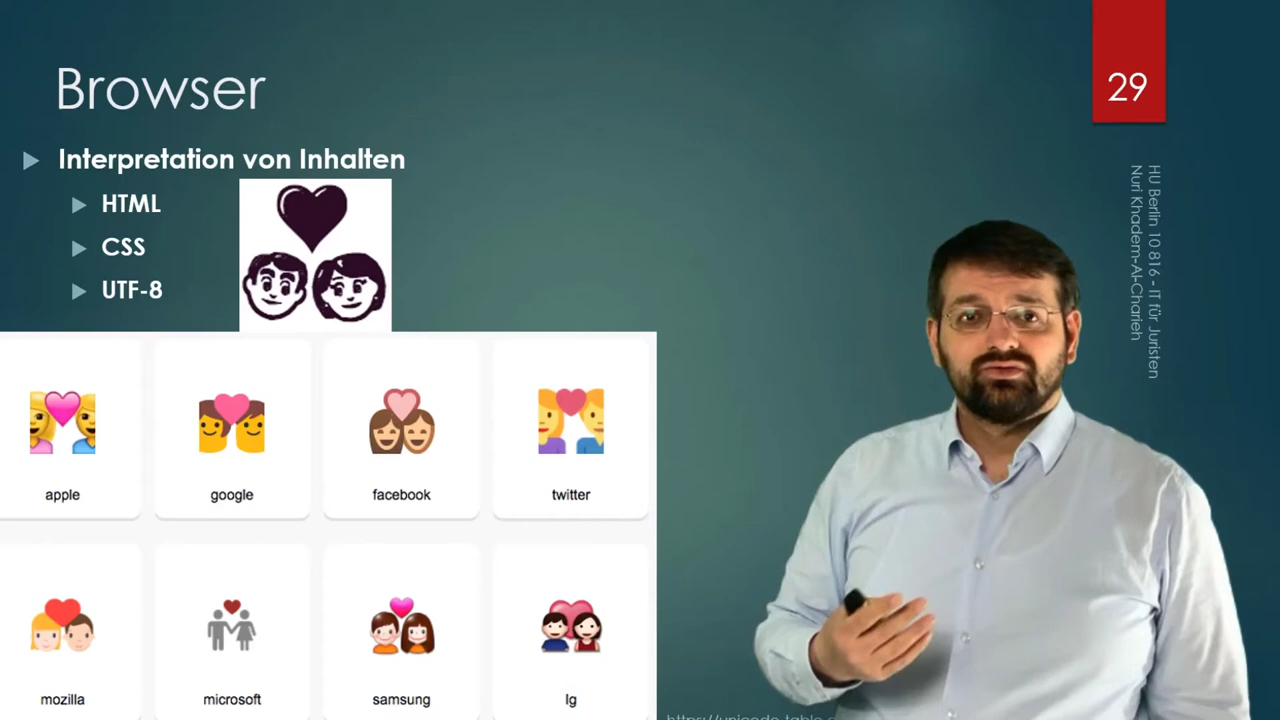 Browser
29
Interpretation von Inhalten
HTML
CSS
UTF-8
HU Berlin 10 816 - IT für Juristen
Nuri Khadem-Al-Charieh
apple
google
facebook
twitter
mozilla
microsoft
samsung
lg